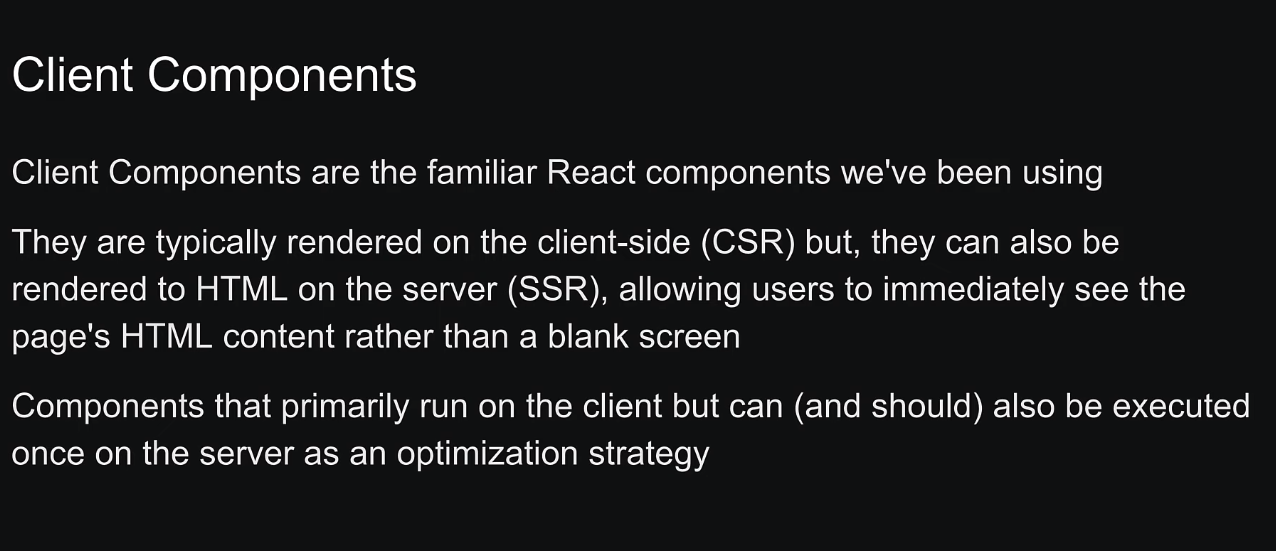 Client Components
Client Components are the familiar React components we've been using
They are typically rendered on the client-side (CSR) but, they can also be
rendered to HTML on the server (SSR), allowing users to immediately see the
page's HTML content rather than a blank screen
Components that primarily run on the client but can (and should) also be executed
once on the server as an optimization strategy